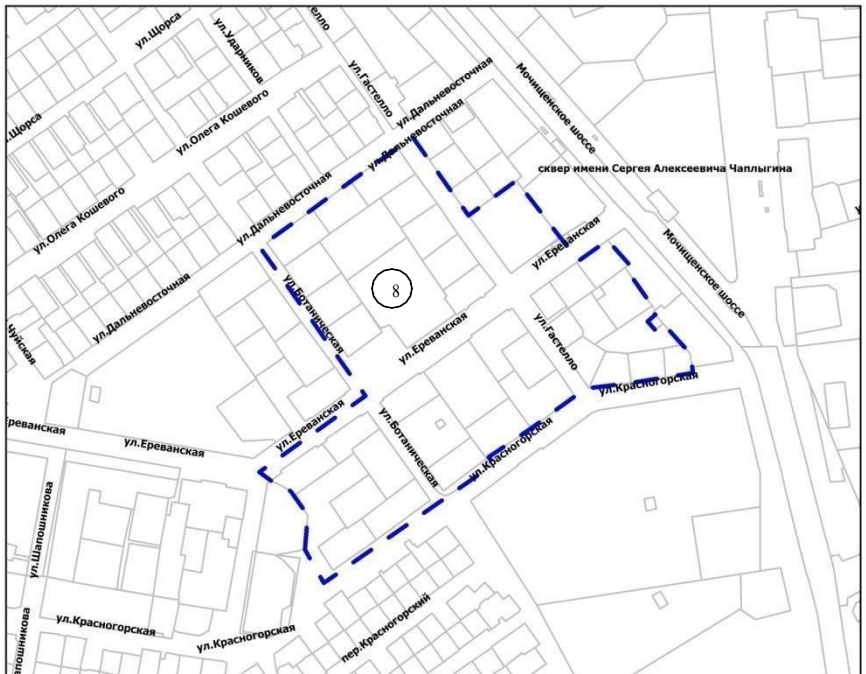 ул.Щорса
ул.Ударников
елло
ул.Гастелло
ул.Дальневосточная
Мочищенское шоссе
.Щорса
ул.Олега Кошевого
ул.Дальневосточная
сквер имени Сергея Алексеевича Чаплыгина
ул.Дальневосточная
ул.Олега Кошевого
ул.Ереванская
Мочищенское шоссе
8
ул.Ботаническая
ул.Дальневосточная
Чуйская
ул.Ереванская
ул.Гастелло
ул.Красногорская
Ереванская
ул.Ереванская
ул.Ереванская
ул.Ботаническая
ул.Красногорская
ул.Шапошникова
ул.Красногорская
ул.Красногорская
пер.Красногорский
апошникова